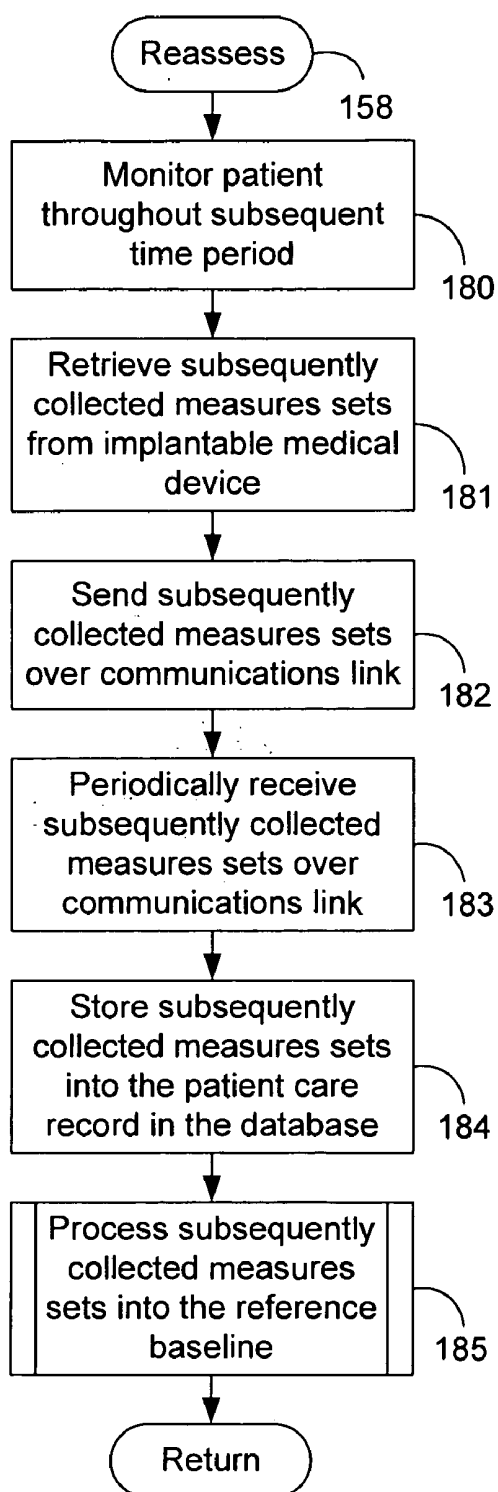 Reassess
158
Monitor patient
throughout subsequent
time period
180
Retrieve subsequently
collected measures sets
from implantable medical
device
181
Send subsequently
collected measures sets
over communications link
182
Periodically receive
subsequently collected
measures sets over
communications link
183
Store subsequently
collected measures sets
into the patient care
record in the database
184
Process subsequently
collected measures
sets into the reference
baseline
185
Return